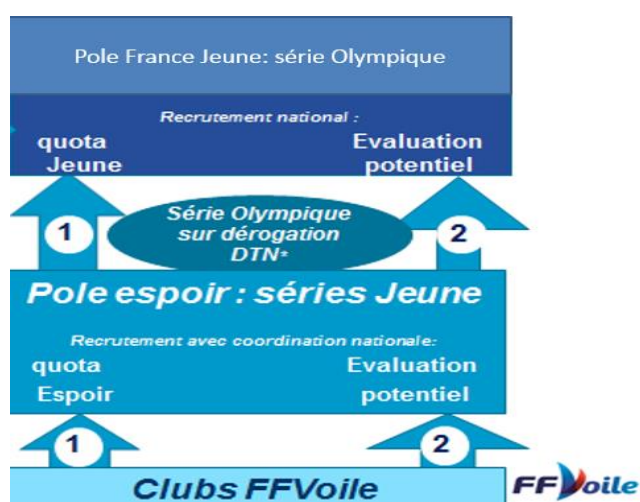 Pole France Jeune: série Olympique
Recrutement national :
quota Evaluation
Jeune potentiel
1 Série Olympique 2
sur dérogation
DTN*
Pole espoir : séries Jeune
Recrutement avec coordination nationale:
quota Evaluation
Espoir potentiel
1 2
Clubs FFVoile
FFVoile